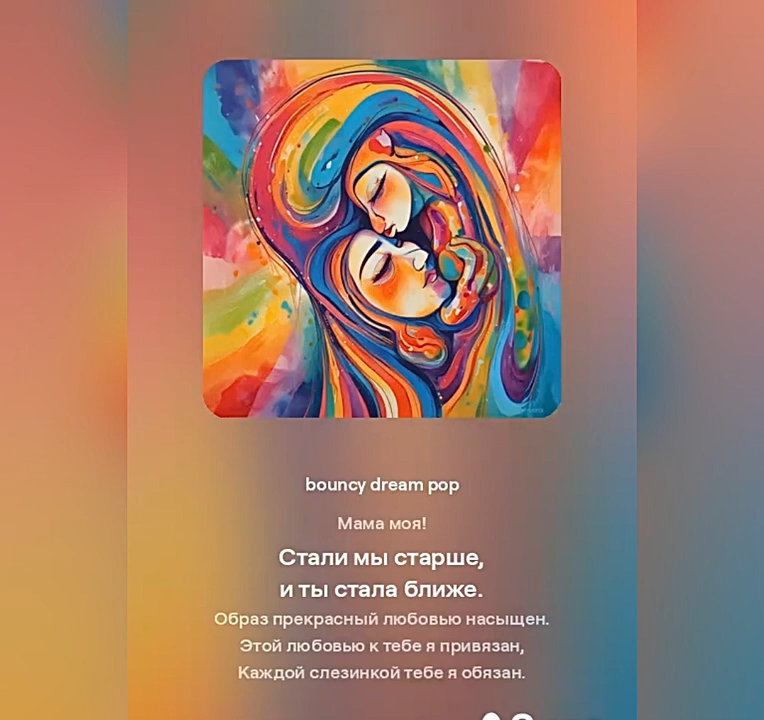 bouncy dream pop
Мама моя!
Стали мы старше,
и ты стала ближе.
Образ прекрасный любовью насыщен.
Этой любовью к тебе я привязан,
Каждой слезинкой тебе я обязан.